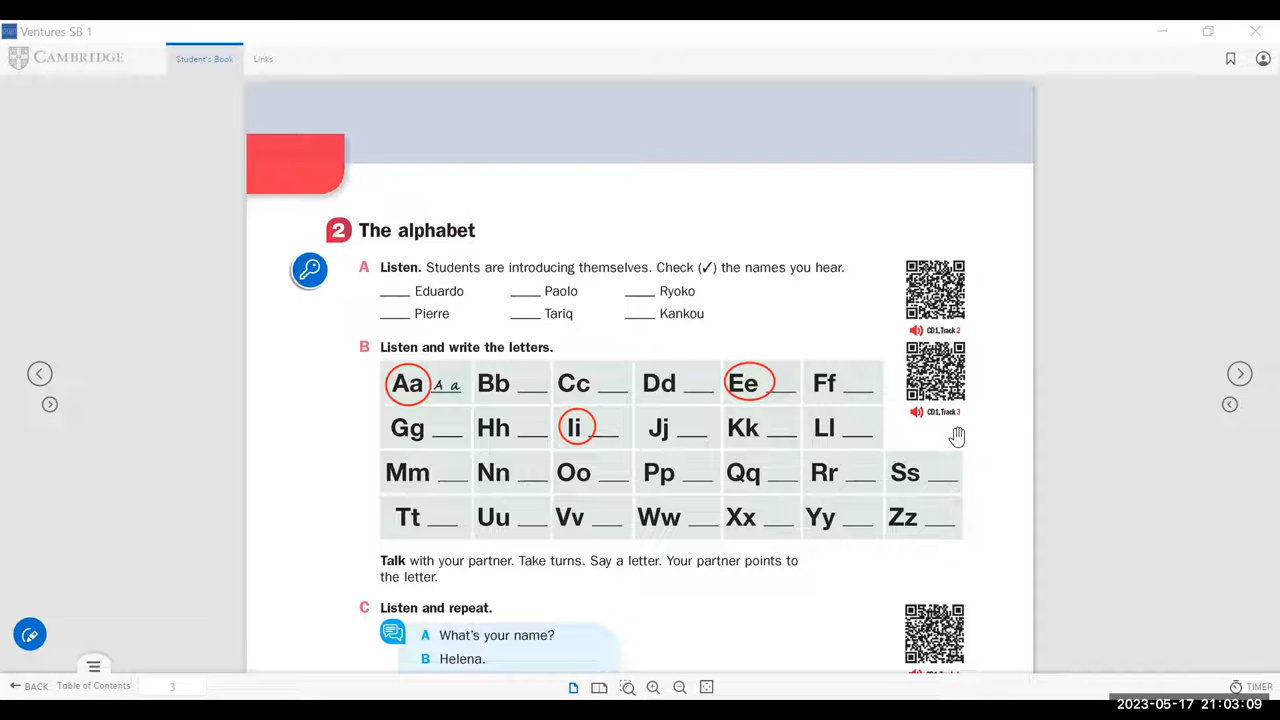 Ventures SB 1
CAMBRIDGE
Student's Book
Links
2 The alphabet
A Listen. Students are introducing themselves. Check (✓) the names you hear.
____ Eduardo ____ Paolo ____ Ryoko
____ Pierre ____ Tariq ____ Kankou
CD1, Track 2
B Listen and write the letters.
Aa A a Bb ___ Cc ___ Dd ___ Ee ___ Ff ___
CD1, Track 3
Gg ___ Hh ___ Ii ___ Jj ___ Kk ___ Ll ___
Mm ___ Nn ___ Oo ___ Pp ___ Qq ___ Rr ___ Ss ___
Tt ___ Uu ___ Vv ___ Ww ___ Xx ___ Yy ___ Zz ___
Talk with your partner. Take turns. Say a letter. Your partner points to
the letter.
C Listen and repeat.
A What's your name?
B Helena.
BACK Table of Contents 3 TIMER
2023-05-17 21:03:09